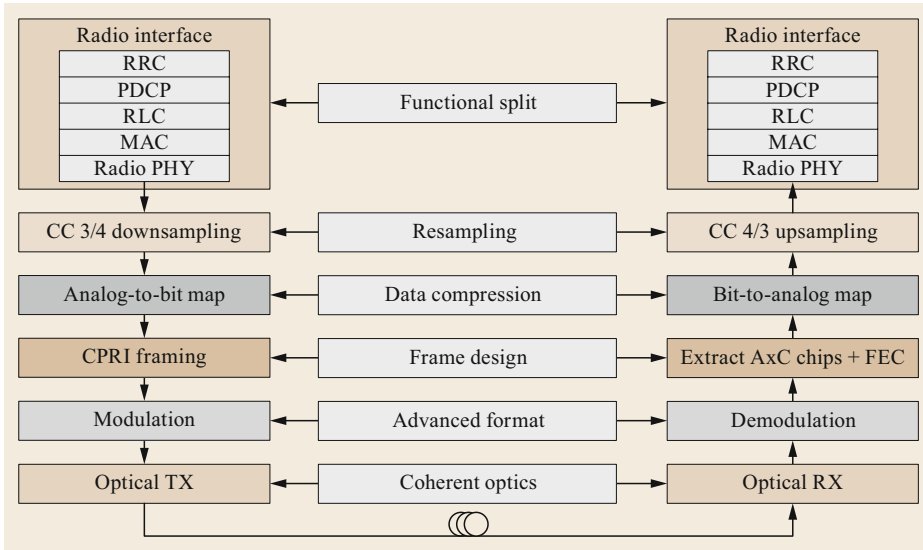 Radio interface
RRC
PDCP
RLC
MAC
Radio PHY
Functional split
Radio interface
RRC
PDCP
RLC
MAC
Radio PHY
CC 3/4 downsampling
Resampling
CC 4/3 upsampling
Analog-to-bit map
Data compression
Bit-to-analog map
CPRI framing
Frame design
Extract AxC chips + FEC
Modulation
Advanced format
Demodulation
Optical TX
Coherent optics
Optical RX